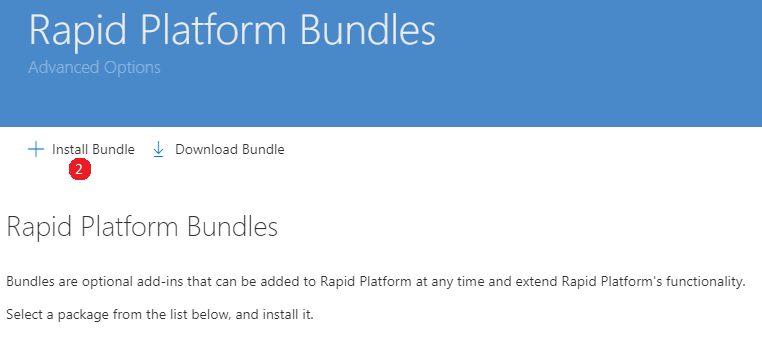 Rapid Platform Bundles
Advanced Options
Install Bundle Download Bundle
2
Rapid Platform Bundles
Bundles are optional add-ins that can be added to Rapid Platform at any time and extend Rapid Platform's functionality.
Select a package from the list below, and install it.